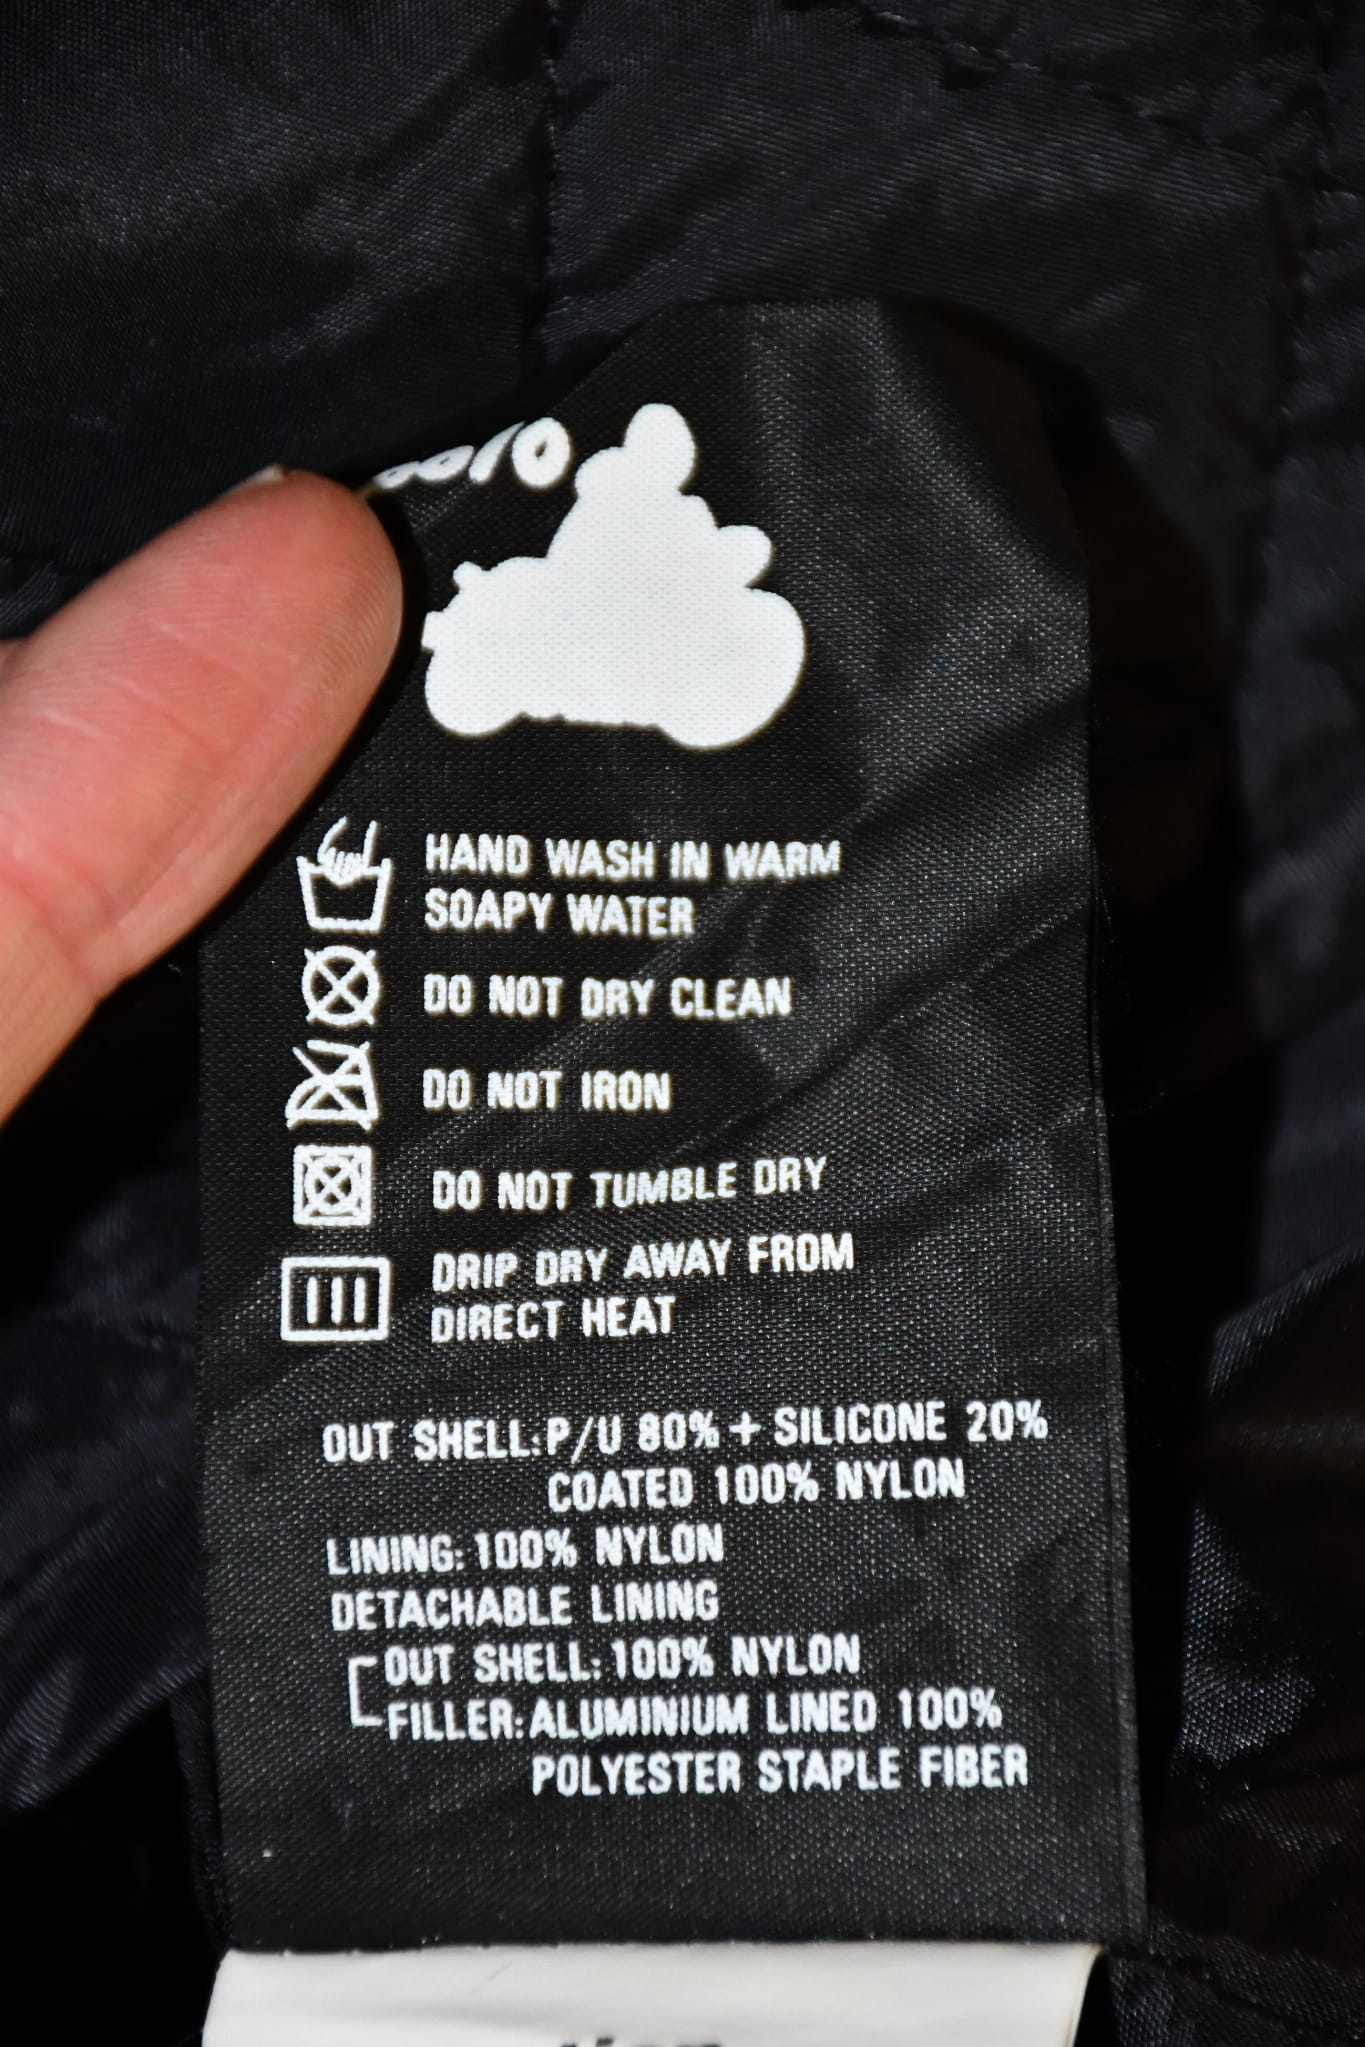 HAND WASH IN WARM
SOAPY WATER
DO NOT DRY CLEAN
DO NOT IRON
DO NOT TUMBLE DRY
DRIP DRY AWAY FROM
DIRECT HEAT
OUT SHELL:P/U 80% + SILICONE 20%
COATED 100% NYLON
LINING: 100% NYLON
DETACHABLE LINING
OUT SHELL: 100% NYLON
FILLER: ALUMINIUM LINED 100%
POLYESTER STAPLE FIBER